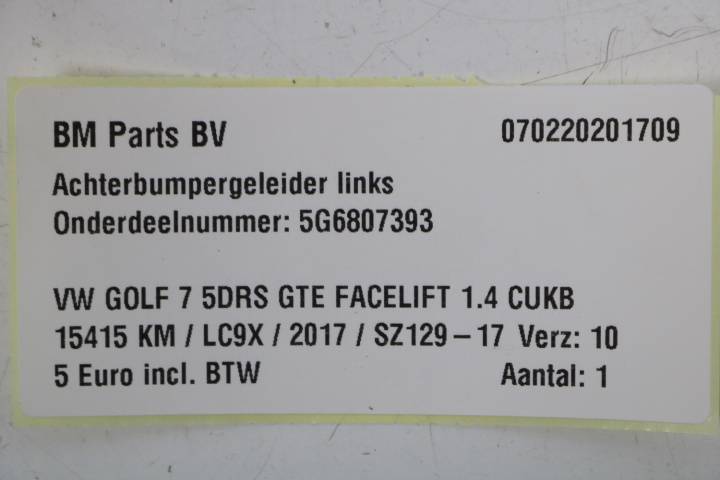 BM Parts BV 070220201709
Achterbumpergeleider links
Onderdeelnummer: 5G6807393
VW GOLF 7 5DRS GTE FACELIFT 1.4 CUKB
15415 KM / LC9X / 2017 / SZ129-17 Verz: 10
5 Euro incl. BTW Aantal: 1